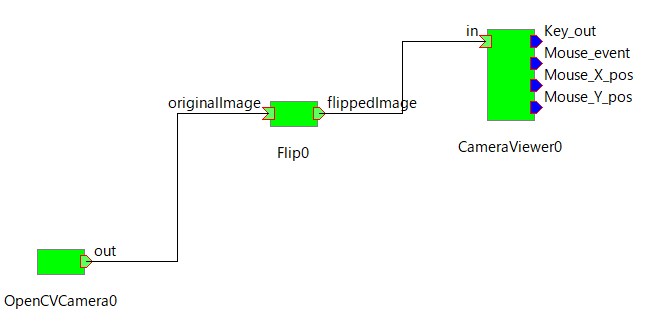 in
Key_out
Mouse_event
Mouse_X_pos
Mouse_Y_pos
originalImage
flippedImage
CameraViewer0
Flip0
out
OpenCVCamera0